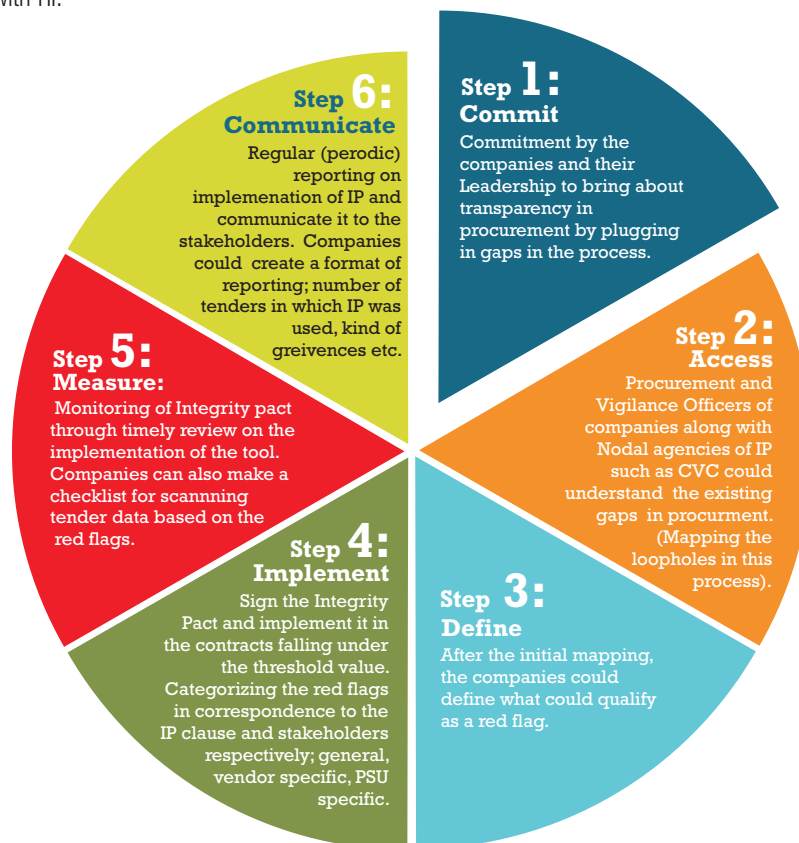 with TII.
Step 1:
Commit
Commitment by the
companies and their
Leadership to bring about
transparency in
procurement by plugging
in gaps in the process.
Step 2:
Access
Procurement and
Vigilance Officers of
companies along with
Nodal agencies of IP
such as CVC could
understand the existing
gaps in procurment.
(Mapping the
loopholes in this
process).
Step 3:
Define
After the initial mapping,
the companies could
define what could qualify
as a red flag.
Step 4:
Implement
Sign the Integrity
Pact and implement it in
the contracts falling under
the threshold value.
Categorizing the red flags
in correspondence to the
IP clause and stakeholders
respectively; general,
vendor specific, PSU
specific.
Step 5:
Measure:
Monitoring of Integrity pact
through timely review on the
implementation of the tool.
Companies can also make a
checklist for scannning
tender data based on the
red flags.
Step 6:
Communicate
Regular (perodic)
reporting on
implemenation of IP and
communicate it to the
stakeholders. Companies
could create a format of
reporting; number of
tenders in which IP was
used, kind of
greivences etc.